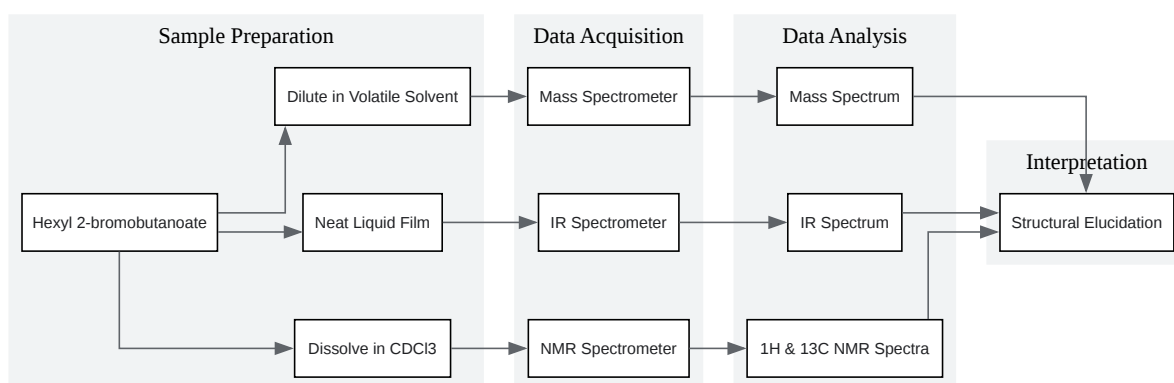 Sample Preparation
Data Acquisition
Data Analysis
Dilute in Volatile Solvent
Mass Spectrometer
Mass Spectrum
Interpretation
Hexyl 2-bromobutanoate
Neat Liquid Film
IR Spectrometer
IR Spectrum
Structural Elucidation
Dissolve in CDCl3
NMR Spectrometer
1H & 13C NMR Spectra